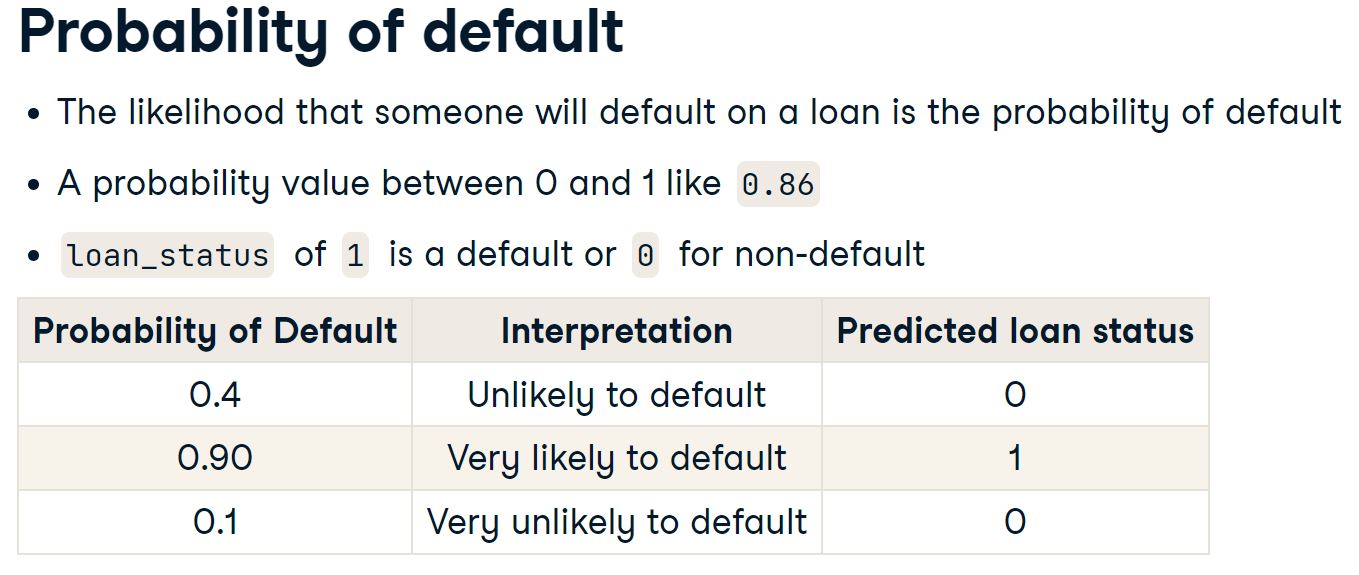 Probability of default
• The likelihood that someone will default on a loan is the probability of default
• A probability value between 0 and 1 like 0.86
• loan_status of 1 is a default or 0 for non-default
Probability of Default Interpretation Predicted loan status
0.4 Unlikely to default 0
0.90 Very likely to default 1
0.1 Very unlikely to default 0